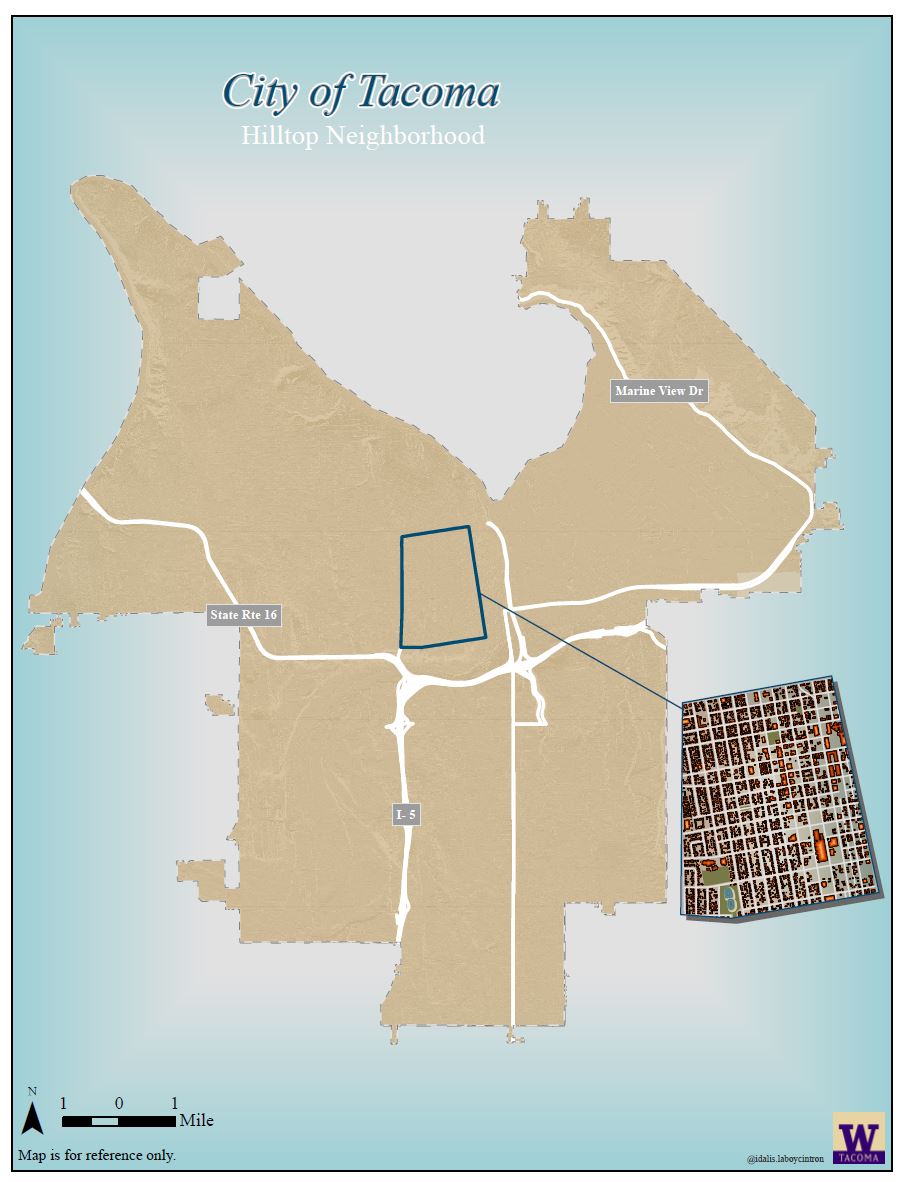 City of Tacoma
Hilltop Neighborhood
Marine View Dr
State Rte 16
I- 5
N
1 0 1
Mile
Map is for reference only.
@idalis.laboycintron
W
TACOMA